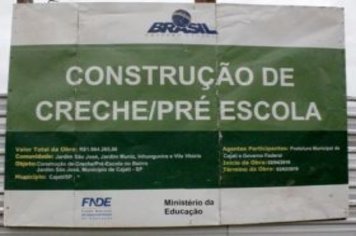 BRASIL
CONSTRUÇÃO DE
CRECHE/PRÉ ESCOLA
Valor Total da Obra:
Comunidade: Jardim São José, Jardim Muniz, Inhunguvira e Vila Vitória
Objeto: Construção de Creche/Pré-Escola no Bairro
Jardim São José, Município de Cajati - SP
Município: Cajati/SP
Agentes Participantes: Prefeitura Municipal de
Cajati e Governo Federal
Início da Obra:
Término da Obra:
FNDE
Ministério da
Educação